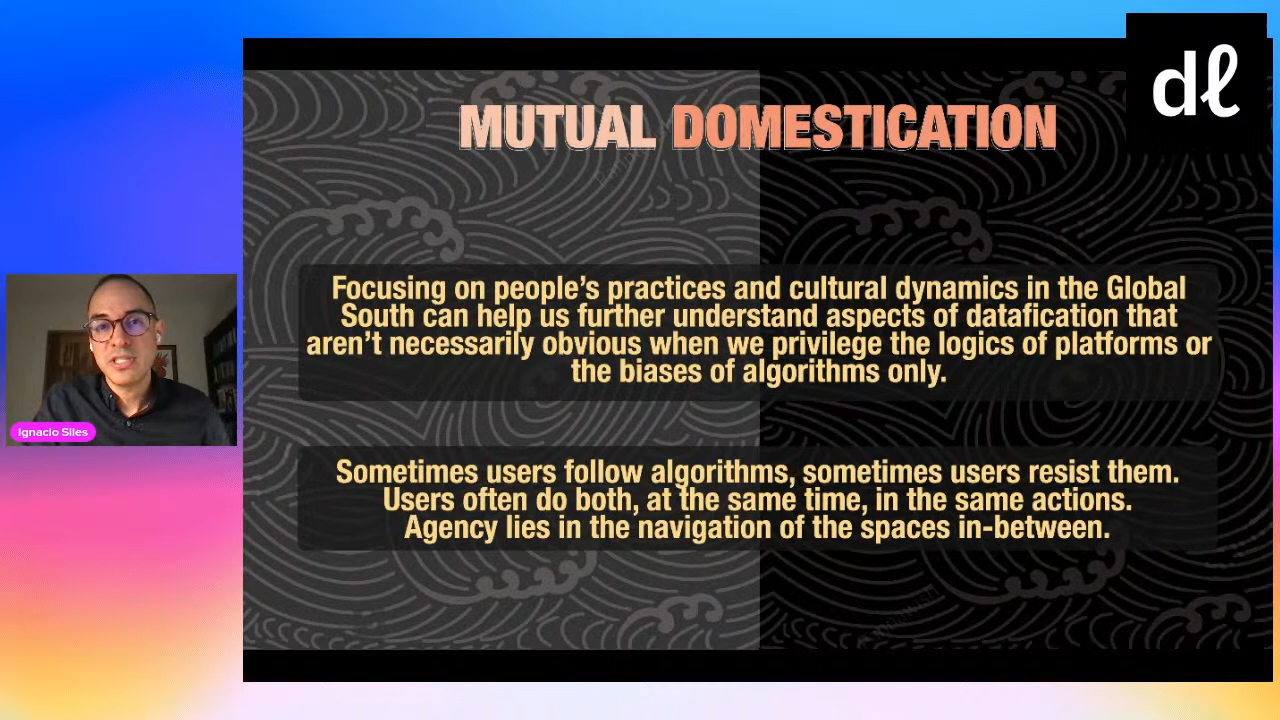 dℓ
MUTUAL DOMESTICATION
Focusing on people's practices and cultural dynamics in the Global
South can help us further understand aspects of datafication that
aren't necessarily obvious when we privilege the logics of platforms or
the biases of algorithms only.
Ignacio Siles
Sometimes users follow algorithms, sometimes users resist them.
Users often do both, at the same time, in the same actions.
Agency lies in the navigation of the spaces in-between.